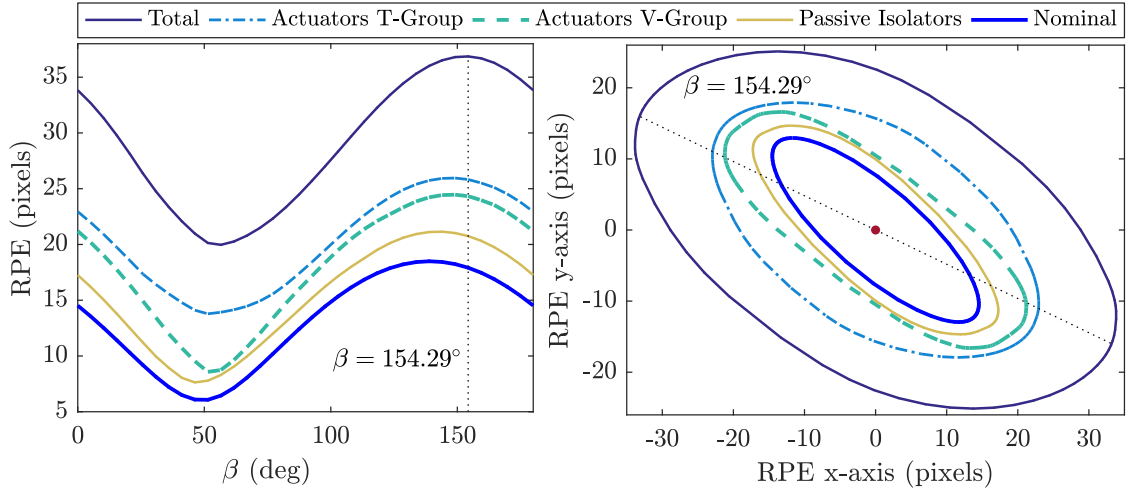 Total Actuators T-Group Actuators V-Group Passive Isolators Nominal
RPE (pixels)
35
30
25
20
15
10
5
0 50 100 150
β (deg)
β = 154.29°
RPE y-axis (pixels)
20
10
0
-10
-20
-30 -20 -10 0 10 20 30
RPE x-axis (pixels)
β = 154.29°